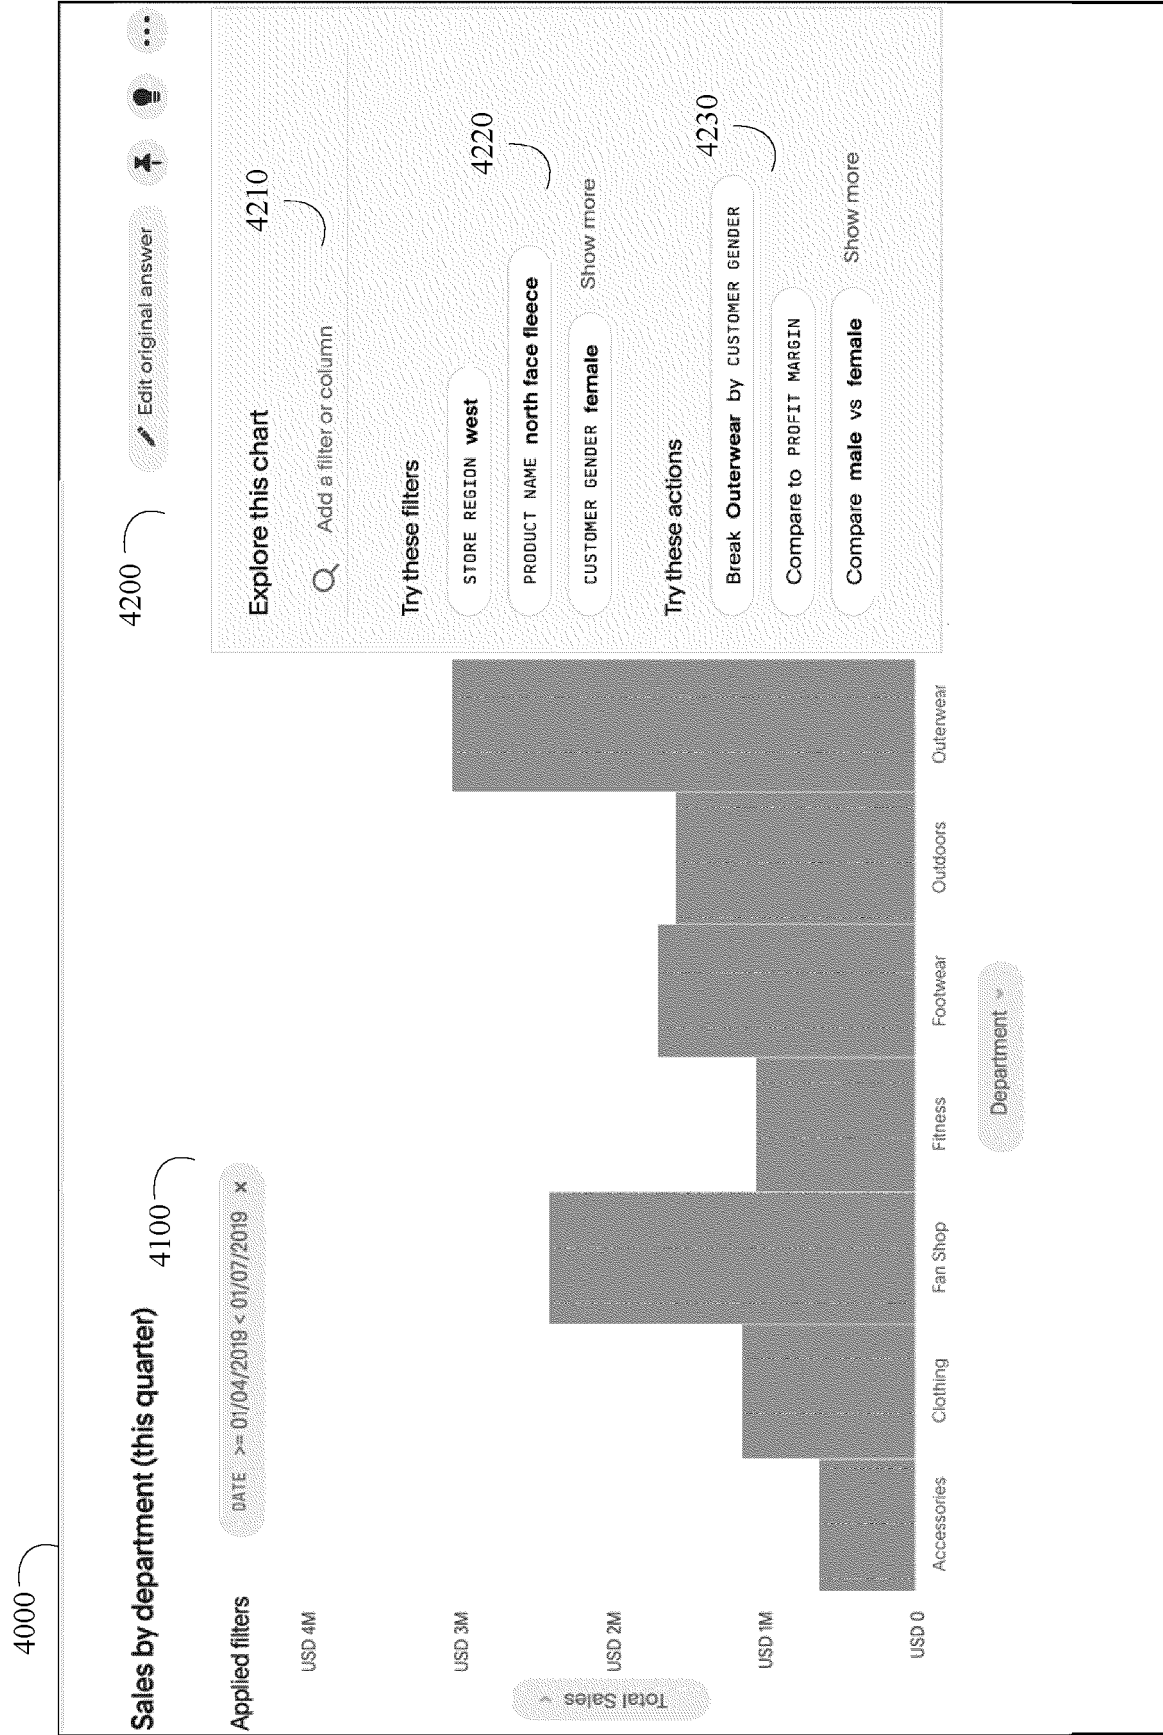 4000
4200
Sales by department (this quarter)
Edit original answer
4100
Applied filters
DATE >= 01/04/2019 < 01/07/2019 x
Explore this chart
4210
Add a filter or column
Try these filters
STORE REGION west
4220
PRODUCT NAME north face fleece
CUSTOMER GENDER female
Show more
Try these actions
4230
Break Outerwear by CUSTOMER GENDER
Compare to PROFIT MARGIN
Compare male vs female
Show more
Total Sales
USD 4M
USD 3M
USD 2M
USD 1M
USD 0
Accessories
Clothing
Fan Shop
Fitness
Footwear
Outdoors
Outerwear
Department